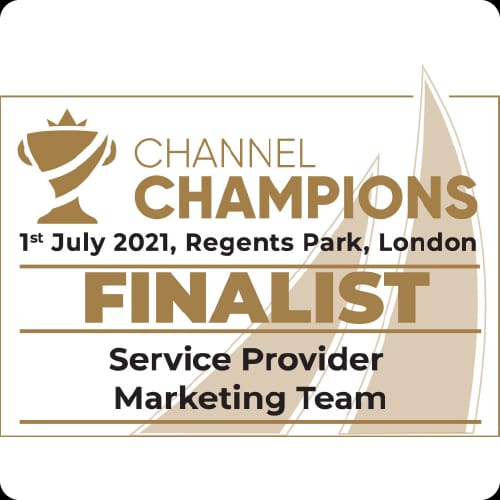 CHANNEL
CHAMPIONS
1st July 2021, Regents Park, London
FINALIST
Service Provider
Marketing Team